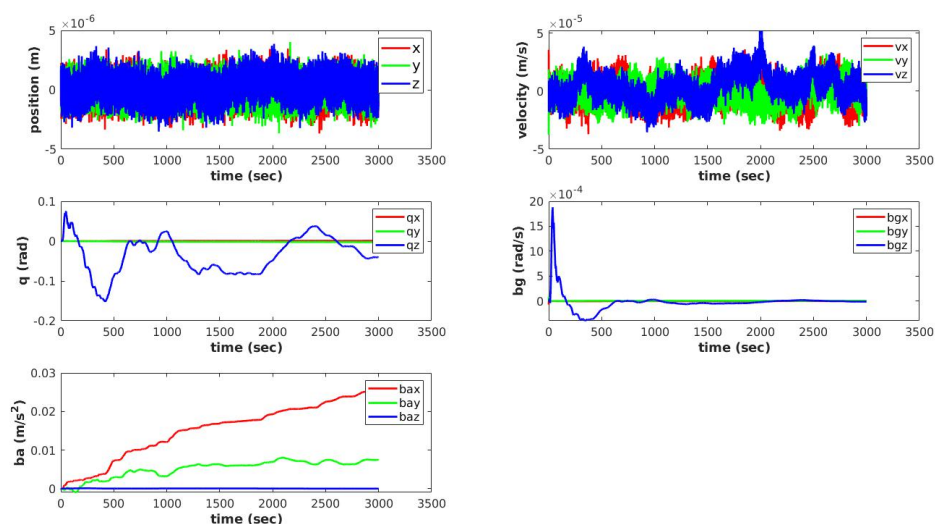 ×10⁻⁶
5
0
-5
position (m)
x
y
z
0 500 1000 1500 2000 2500 3000 3500
time (sec)
×10⁻⁵
5
0
-5
velocity (m/s)
vx
vy
vz
0 500 1000 1500 2000 2500 3000 3500
time (sec)
0.1
0
-0.1
-0.2
q (rad)
qx
qy
qz
0 500 1000 1500 2000 2500 3000 3500
time (sec)
×10⁻⁴
20
15
10
5
0
bg (rad/s)
bgx
bgy
bgz
0 500 1000 1500 2000 2500 3000 3500
time (sec)
0.03
0.02
0.01
0
ba (m/s²)
bax
bay
baz
0 500 1000 1500 2000 2500 3000 3500
time (sec)